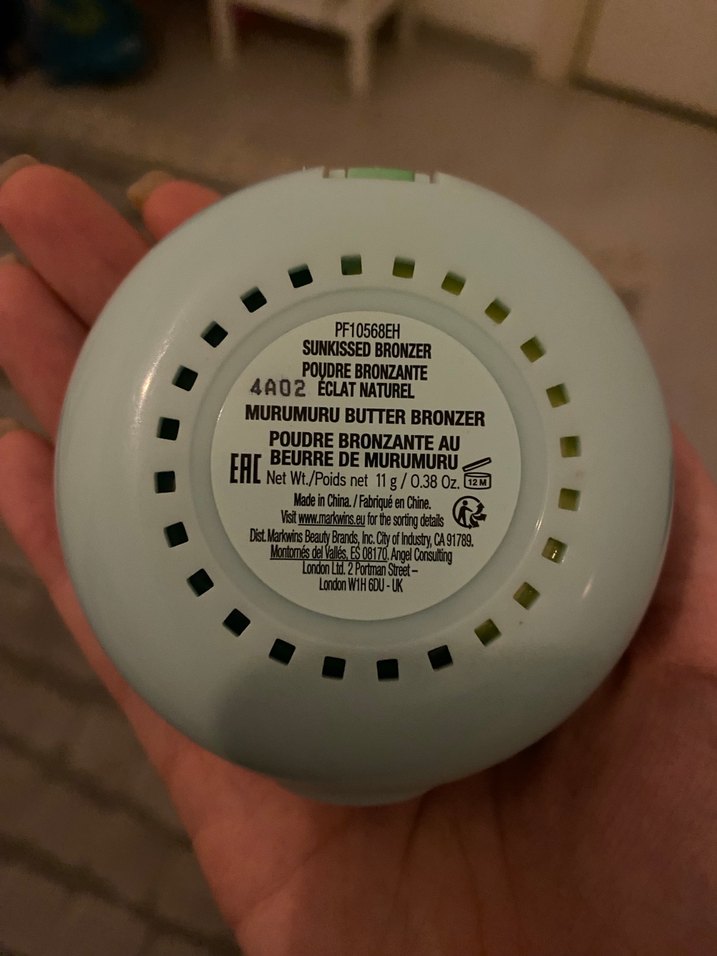 PF10568EH
SUNKISSED BRONZER
POUDRE BRONZANTE
4A02 ÉCLAT NATUREL
MURUMURU BUTTER BRONZER
POUDRE BRONZANTE AU
BEURRE DE MURUMURU
EAC Net Wt./Poids net 11 g / 0.38 Oz. 12 M
Made in China. / Fabriqué en Chine.
Visit www.markwins.eu for the sorting details
Dist. Markwins Beauty Brands, Inc. City of Industry, CA 91789.
Montornés del Vallés, ES 08170. Angel Consulting
London Ltd. 2 Portman Street –
London W1H 6DU - UK